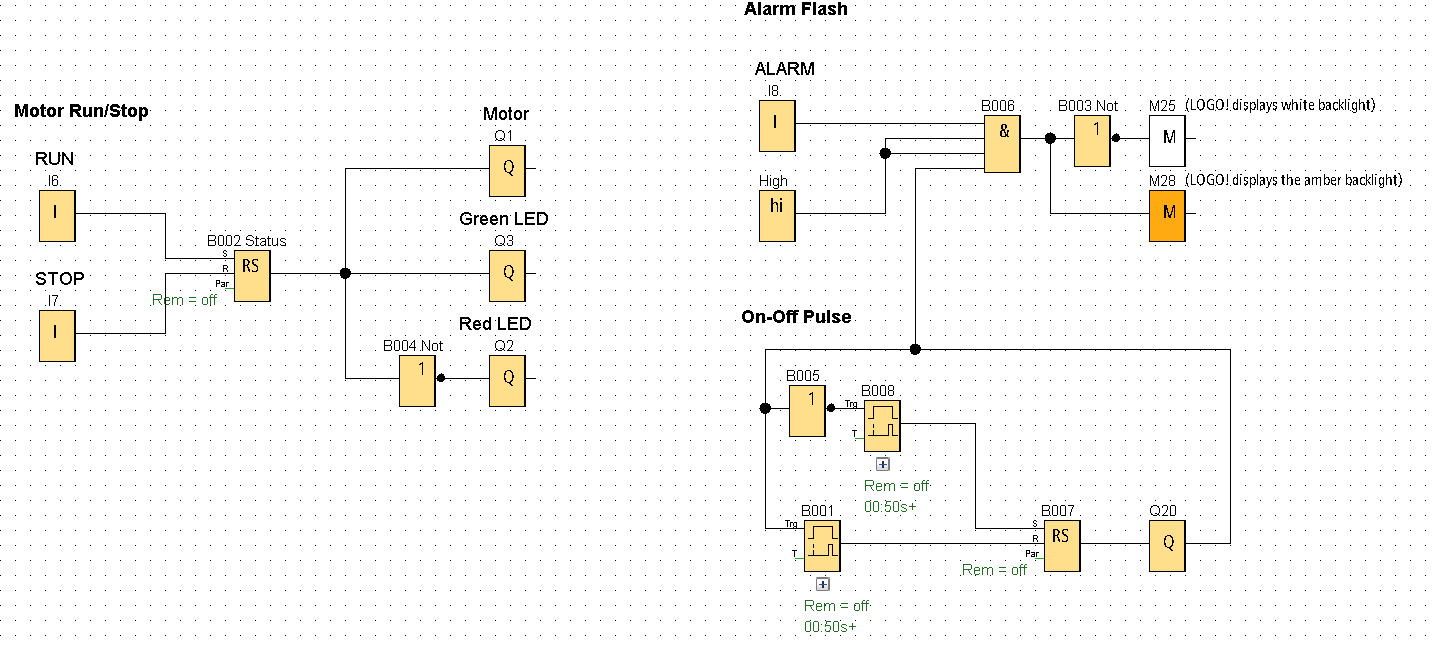 Motor Run/Stop
RUN
I6
I
STOP
I7
I
B002 Status
S
R
Par
RS
Rem = off
Motor
Q1
Q
Green LED
Q3
Q
Red LED
B004 Not
1
Q2
Q
Alarm Flash
ALARM
I8
I
High
hi
B006
&
B003 Not
1
M25 (LOGO! displays white backlight)
M
M28 (LOGO! displays the amber backlight)
M
On-Off Pulse
B005
1
B008
Trg
T
Rem = off
00:50s+
B001
Trg
T
Rem = off
00:50s+
B007
S
R
Par
RS
Rem = off
Q20
Q